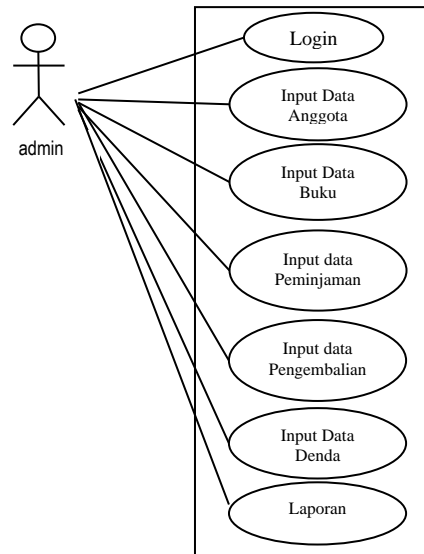 Login
Input Data
Anggota
admin
Input Data
Buku
Input data
Peminjaman
Input data
Pengembalian
Input Data
Denda
Laporan